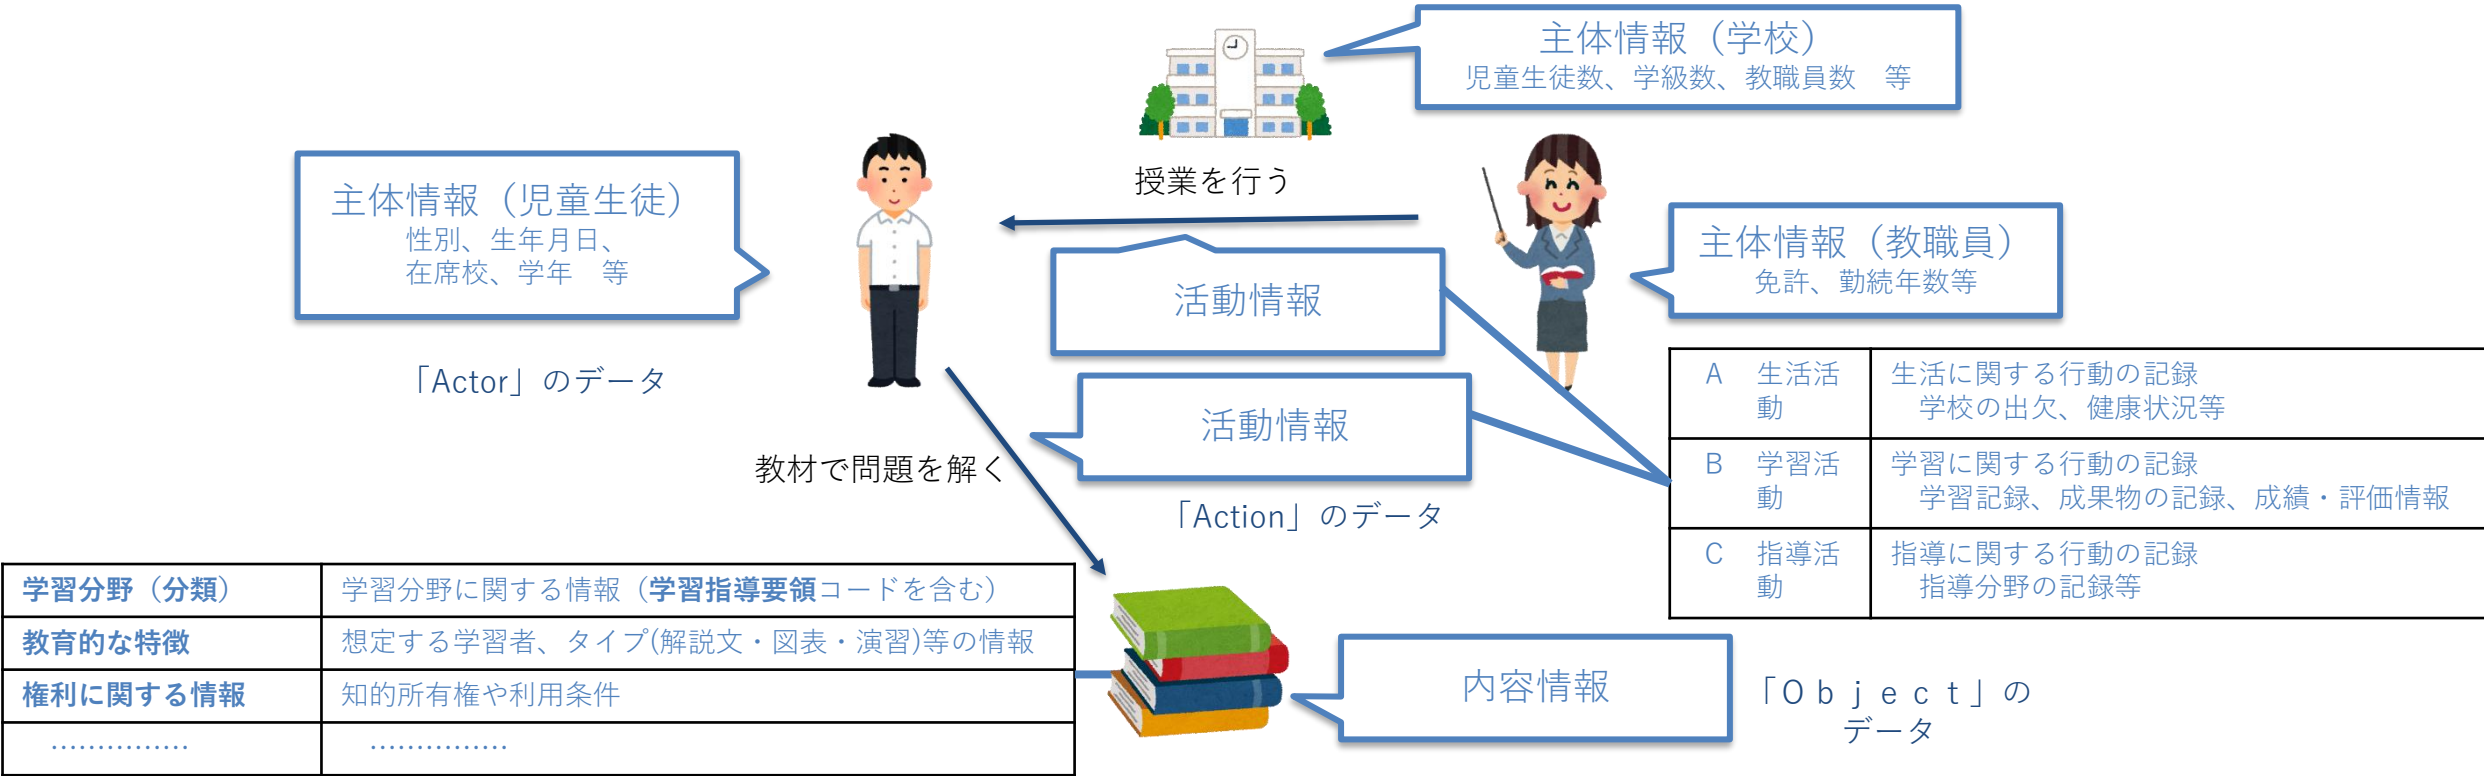 主体情報（学校）
児童生徒数、学級数、教職員数　等
主体情報（児童生徒）
性別、生年月日、
在席校、学年　等
授業を行う
主体情報（教職員）
免許、勤続年数等
活動情報
「Actor」のデータ
活動情報
教材で問題を解く
「Action」のデータ
A　生活活動　生活に関する行動の記録
学校の出欠、健康状況等
B　学習活動　学習に関する行動の記録
学習記録、成果物の記録、成績・評価情報
C　指導活動　指導に関する行動の記録
指導分野の記録等
学習分野（分類）　学習分野に関する情報（学習指導要領コードを含む）
教育的な特徴　想定する学習者、タイプ(解説文・図表・演習)等の情報
権利に関する情報　知的所有権や利用条件
……………　……………
内容情報
「Ｏｂｊｅｃｔ」の
データ